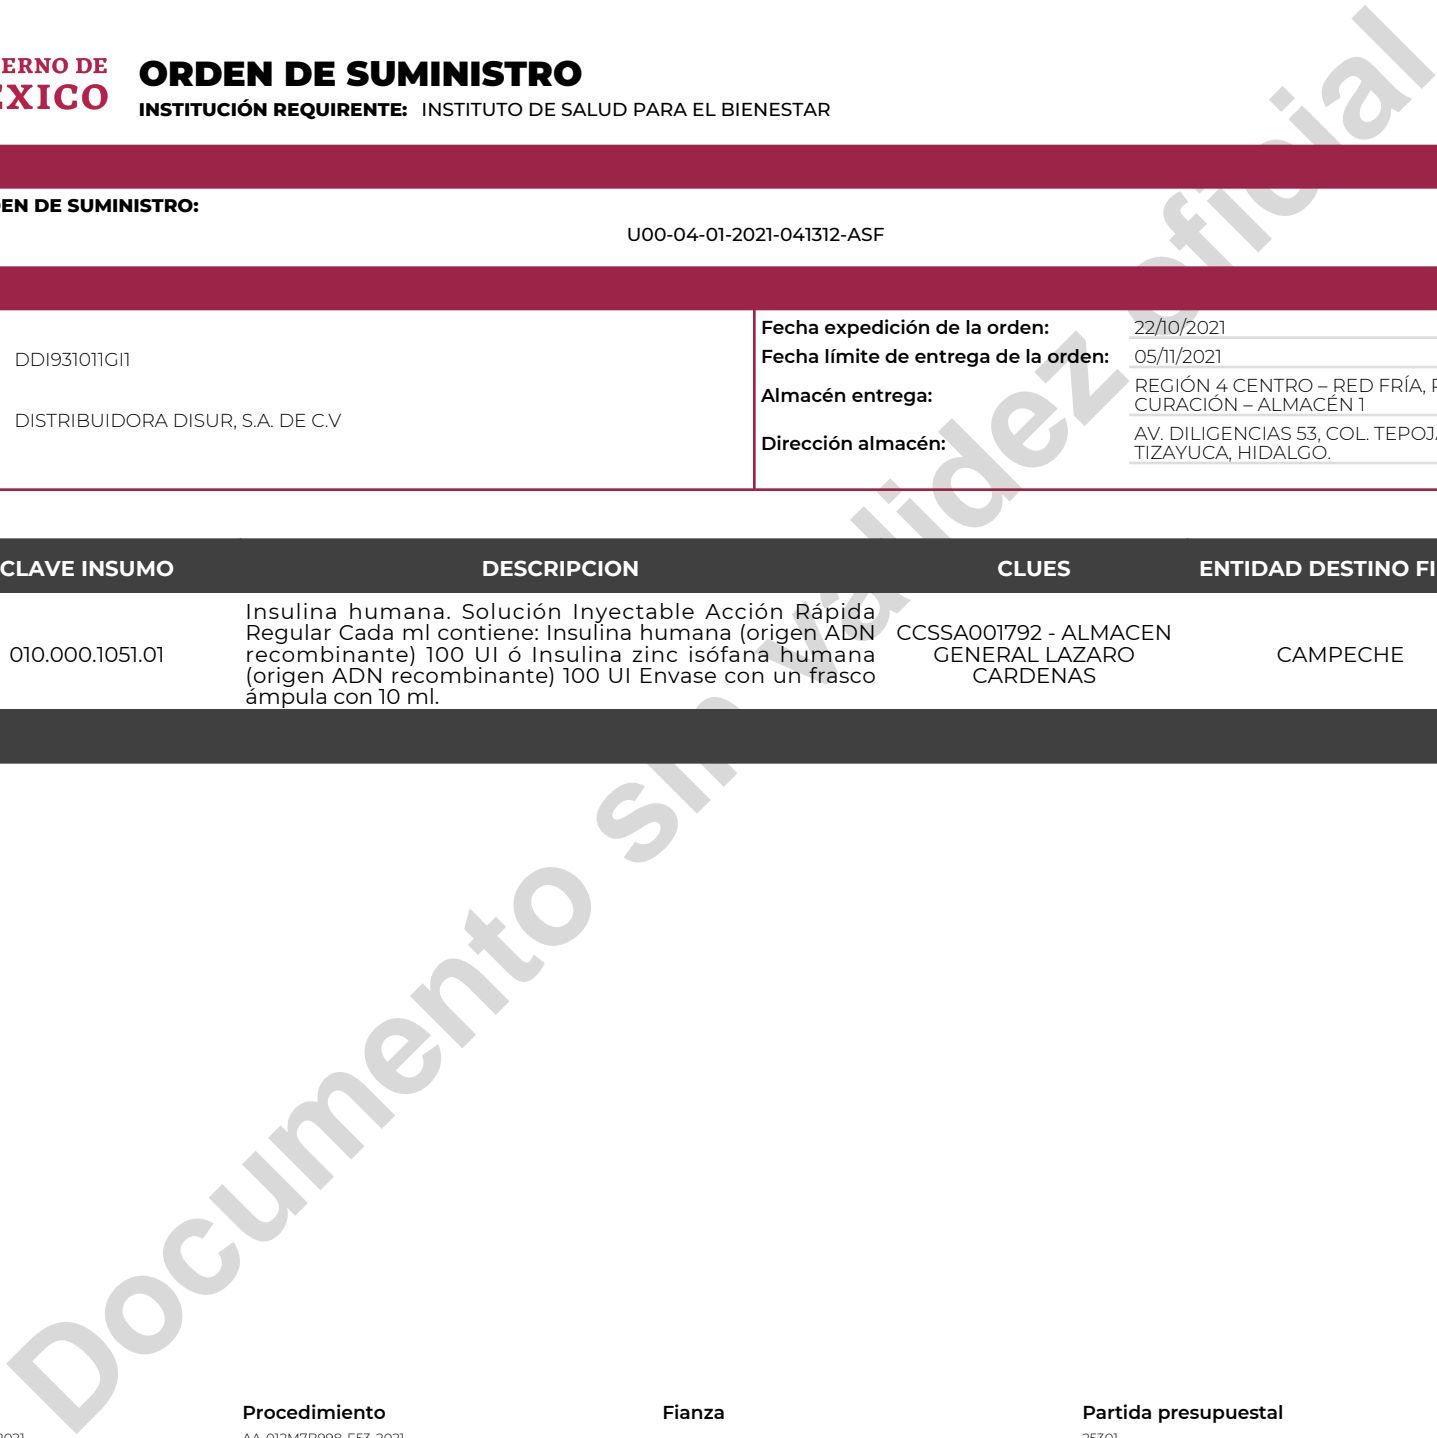 ERNO DE
ÉXICO
ORDEN DE SUMINISTRO
INSTITUCIÓN REQUIRENTE: INSTITUTO DE SALUD PARA EL BIENESTAR
EN DE SUMINISTRO:
U00-04-01-2021-041312-ASF
DDI931011GI1
DISTRIBUIDORA DISUR, S.A. DE C.V
Fecha expedición de la orden: 22/10/2021
Fecha límite de entrega de la orden: 05/11/2021
Almacén entrega: REGIÓN 4 CENTRO – RED FRÍA,
CURACIÓN – ALMACÉN 1
Dirección almacén: AV. DILIGENCIAS 53, COL. TEPOJA
TIZAYUCA, HIDALGO.
CLAVE INSUMO DESCRIPCION CLUES ENTIDAD DESTINO FI
010.000.1051.01
Insulina humana. Solución Inyectable Acción Rápida
Regular Cada ml contiene: Insulina humana (origen ADN
recombinante) 100 UI ó Insulina zinc isófana humana
(origen ADN recombinante) 100 UI Envase con un frasco
ámpula con 10 ml.
CCSSA001792 - ALMACEN
GENERAL LAZARO
CARDENAS
CAMPECHE
Documento sin validez oficial
Procedimiento Fianza Partida presupuestal